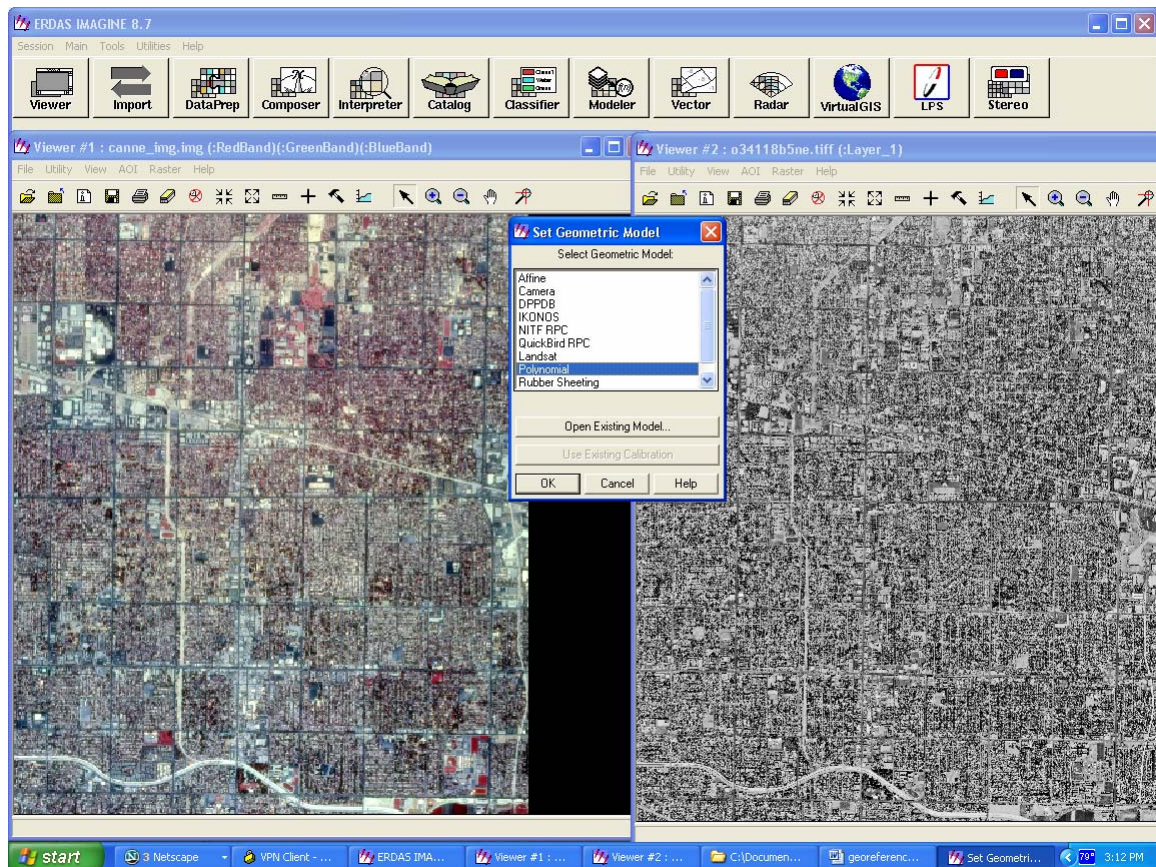 ERDAS IMAGINE 8.7
Session Main Tools Utilities Help
Viewer Import DataPrep Composer Interpreter Catalog Classifier Modeler Vector Radar VirtualGIS LPS Stereo
Viewer #1 : canne_img.img (:RedBand)(:GreenBand)(:BlueBand)
File Utility View AOI Raster Help
Viewer #2 : o34118b5ne.tiff (:Layer_1)
File Utility View AOI Raster Help
Set Geometric Model
Select Geometric Model:
Affine
Camera
DPPDB
IKONOS
NITF RPC
QuickBird RPC
Landsat
Polynomial
Rubber Sheeting
Open Existing Model...
Use Existing Calibration
OK Cancel Help
start 3 Netscape VPN Client - ... ERDAS IMA... Viewer #1 : ... Viewer #2 : ... C:\Documen... georeferenc... Set Geometri... 79° 3:12 PM